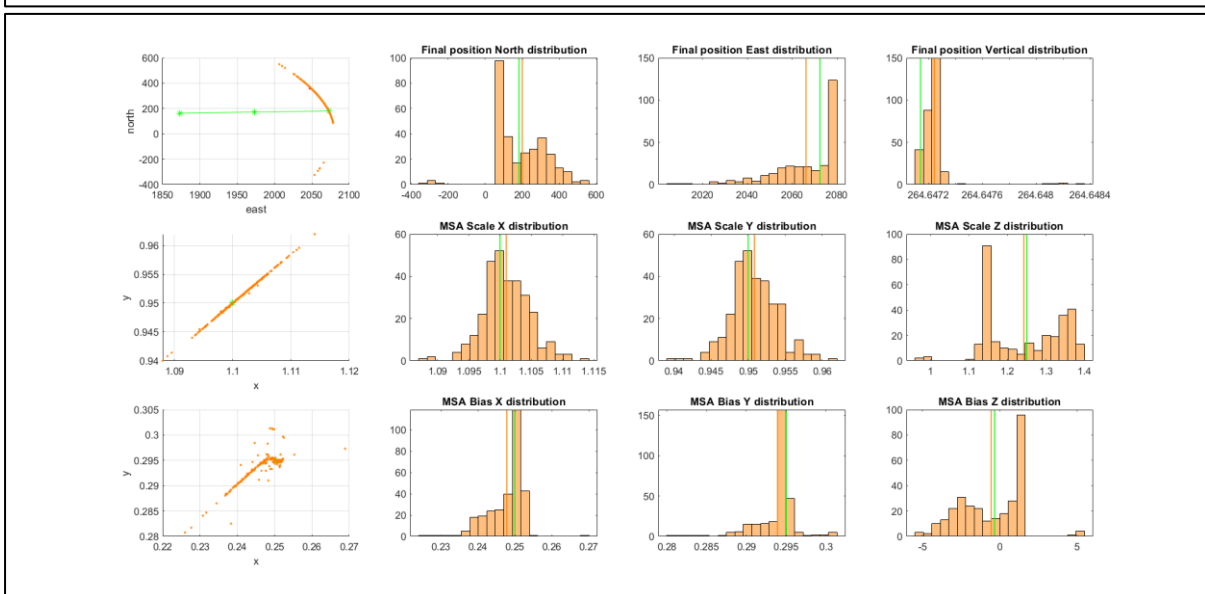 600
400
200
0
-200
-400
north
1850 1900 1950 2000 2050 2100
east
Final position North distribution
100
80
60
40
20
0
-400 -200 0 200 400 600
Final position East distribution
150
100
50
0
2020 2040 2060 2080
Final position Vertical distribution
150
100
50
0
264.6472 264.6476 264.648 264.6484
0.96
0.955
0.95
0.945
0.94
y
1.09 1.1 1.11 1.12
x
MSA Scale X distribution
60
40
20
0
1.09 1.095 1.1 1.105 1.11 1.115
MSA Scale Y distribution
60
40
20
0
0.94 0.945 0.95 0.955 0.96
MSA Scale Z distribution
100
80
60
40
20
0
1 1.1 1.2 1.3 1.4
0.305
0.3
0.295
0.29
0.285
0.28
y
0.22 0.23 0.24 0.25 0.26 0.27
x
MSA Bias X distribution
100
80
60
40
20
0
0.23 0.24 0.25 0.26 0.27
MSA Bias Y distribution
150
100
50
0
0.28 0.285 0.29 0.295 0.3
MSA Bias Z distribution
100
80
60
40
20
0
-5 0 5